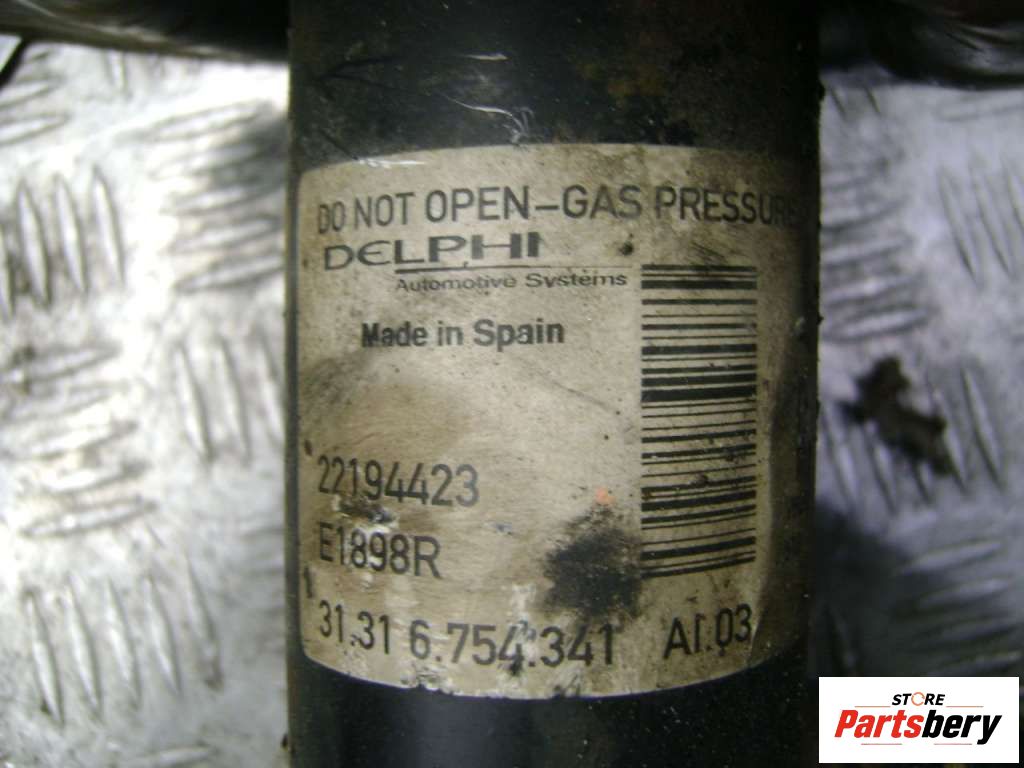 DO NOT OPEN-GAS PRESSURE
DELPHI
Automotive Systems
Made in Spain
22194423
E1898R
31.31 6.754.341 AI.03
STORE
Partsbery